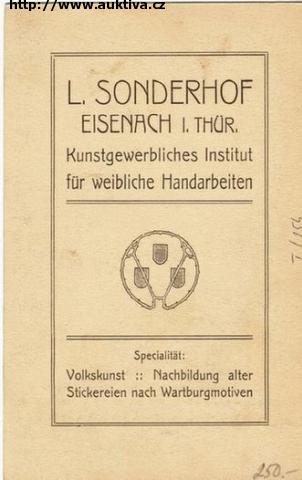 http://www.auktiva.cz
L. SONDERHOF
EISENACH I. THÜR.
Kunstgewerbliches Institut
für weibliche Handarbeiten
Specialität:
Volkskunst :: Nachbildung alter
Stickereien nach Wartburgmotiven
250.-